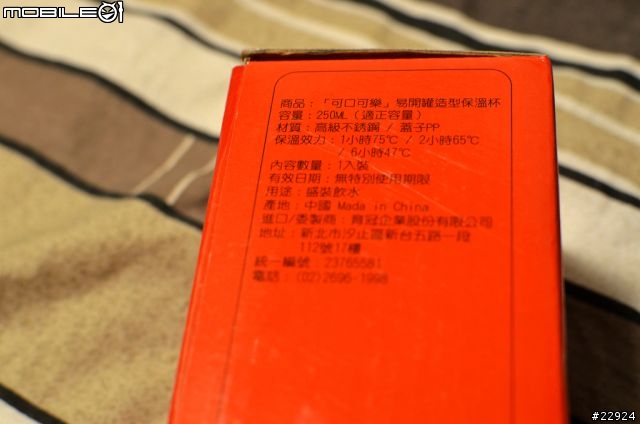 MOBILE01
商品：「可口可樂」易開罐造型保溫杯
容量：250ML（適正容量）
材質：高級不銹鋼 / 蓋子PP
保溫效力：1小時75℃ / 2小時65℃
/ 6小時47℃
內容數量：1入裝
有效日期：無特別使用期限
用途：盛裝飲水
產地：中國 Made in China
進口/委製商：育冠企業股份有限公司
地址：新北市汐止區新台五路一段
112號17樓
統一編號：23765581
電話：(02)2696-1998
#22924